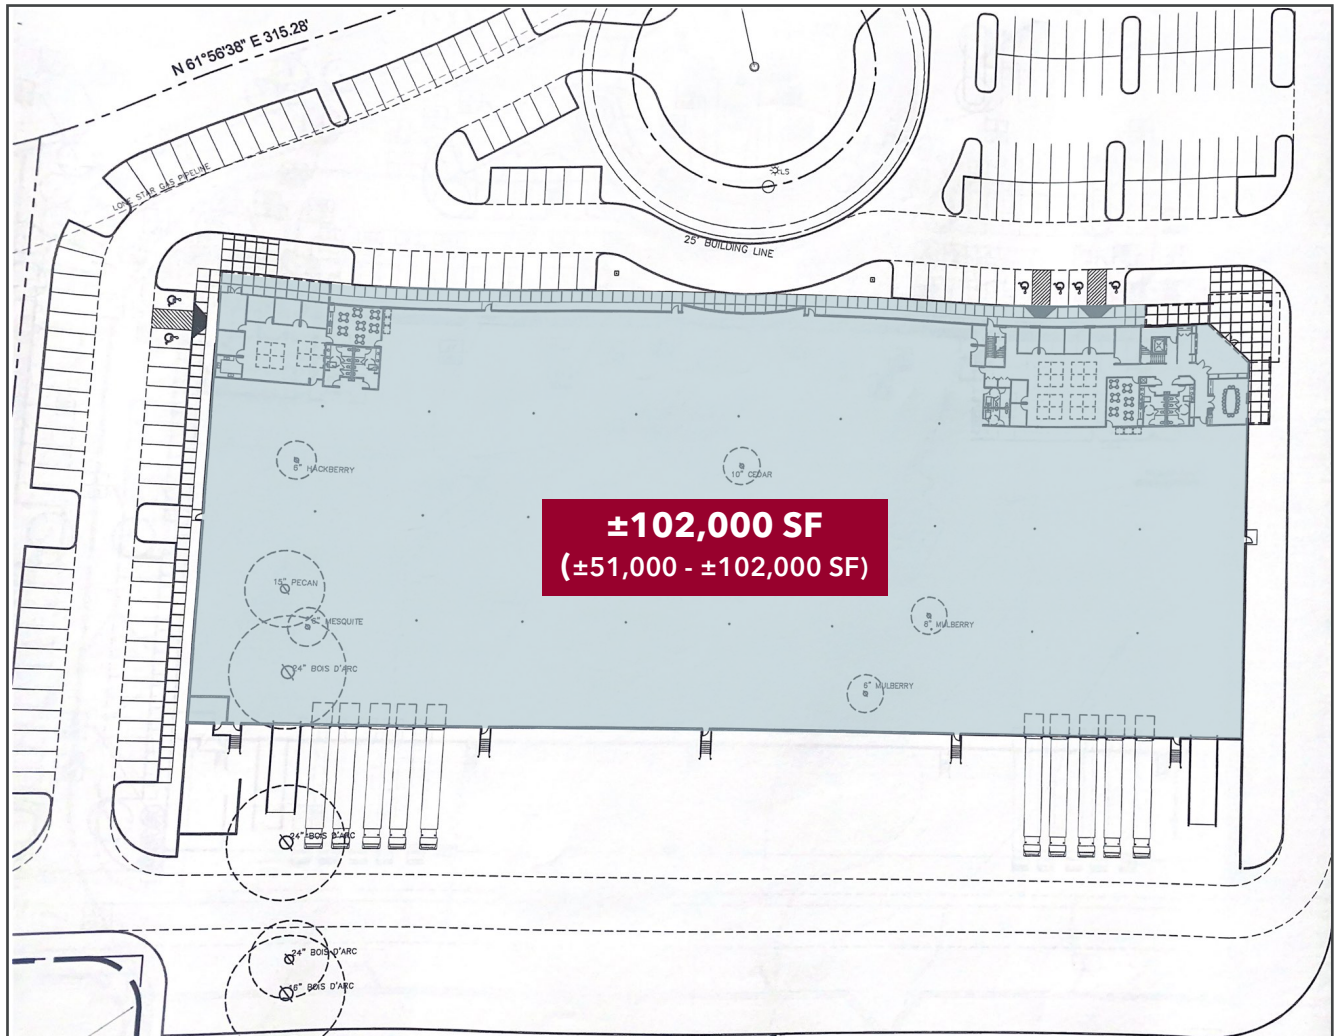 N 61°56'38" E 315.28'
LONE STAR GAS PIPELINE
LS
25' BUILDING LINE
6" HACKBERRY
10" CEDAR
±102,000 SF
(±51,000 - ±102,000 SF)
15" PECAN
6" MESQUITE
8" MULBERRY
24" BOIS D'ARC
6" MULBERRY
24" BOIS D'ARC
24" BOIS D'ARC
16" BOIS D'ARC